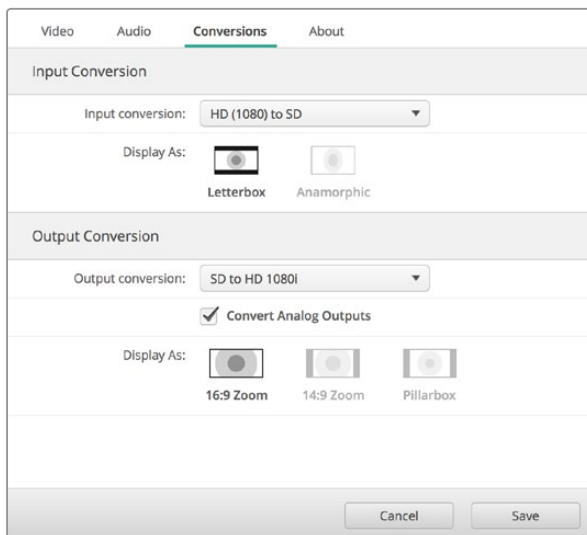 Video Audio Conversions About
Input Conversion
Input conversion: HD (1080) to SD
Display As:
Letterbox Anamorphic
Output Conversion
Output conversion: SD to HD 1080i
Convert Analog Outputs
Display As:
16:9 Zoom 14:9 Zoom Pillarbox
Cancel Save